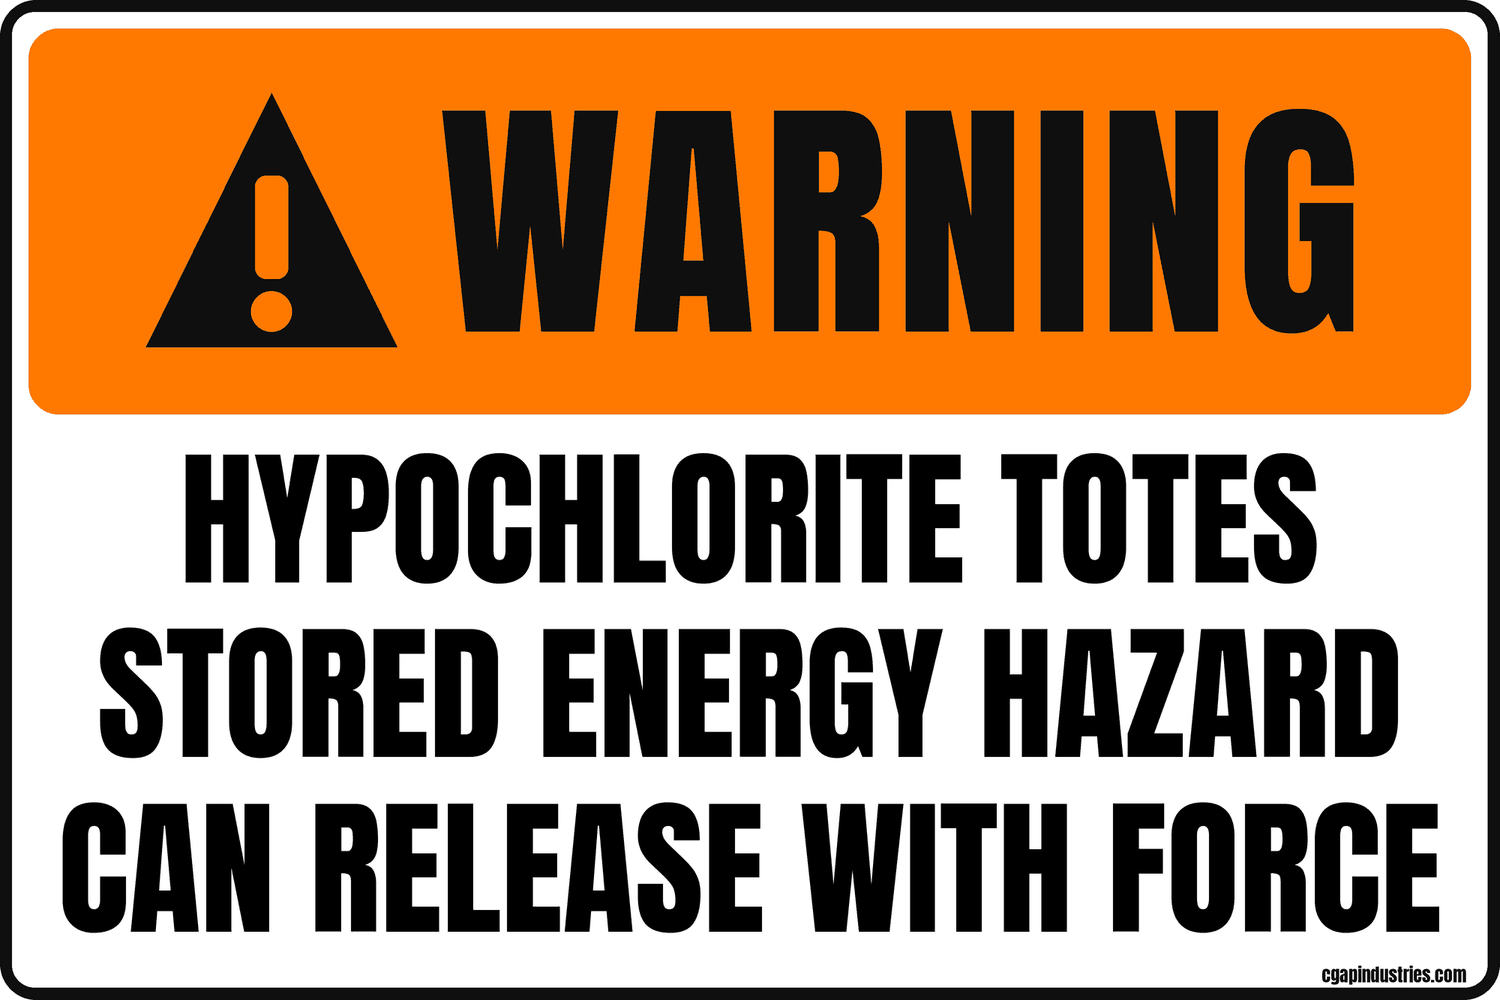 WARNING
HYPOCHLORITE TOTES
STORED ENERGY HAZARD
CAN RELEASE WITH FORCE
cgapindustries.com